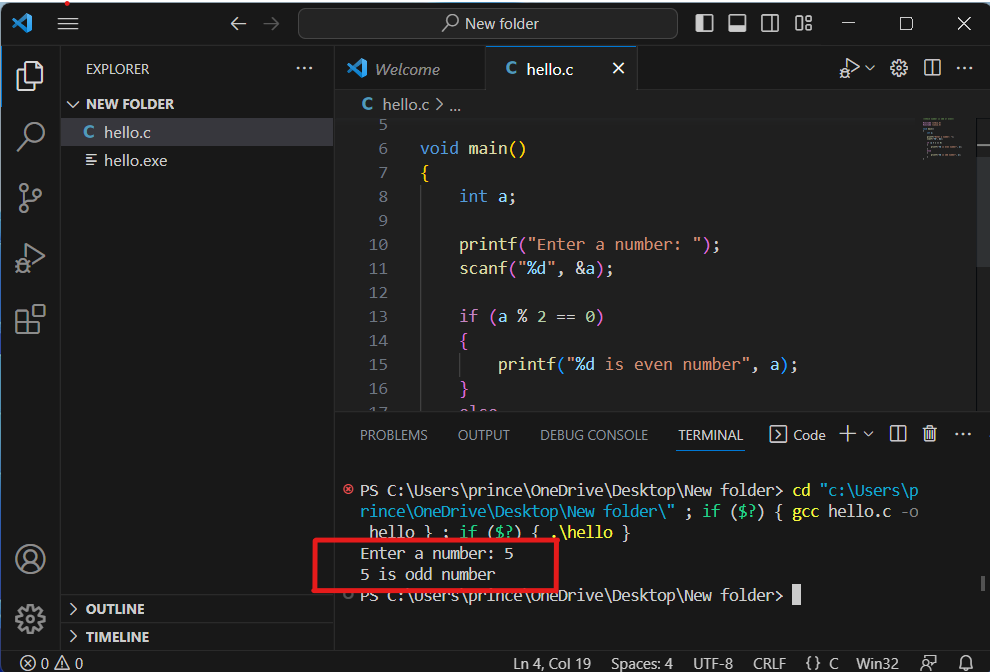 New folder
EXPLORER
NEW FOLDER
C hello.c
hello.exe
OUTLINE
TIMELINE
Welcome
C hello.c
C hello.c > ...
5
6 void main()
7 {
8 int a;
9
10 printf("Enter a number: ");
11 scanf("%d", &a);
12
13 if (a % 2 == 0)
14 {
15 printf("%d is even number", a);
16 }
17 else
PROBLEMS OUTPUT DEBUG CONSOLE TERMINAL Code
PS C:\Users\prince\OneDrive\Desktop\New folder> cd "c:\Users\p
rince\OneDrive\Desktop\New folder\" ; if ($?) { gcc hello.c -o
hello } ; if ($?) { .\hello }
Enter a number: 5
5 is odd number
PS C:\Users\prince\OneDrive\Desktop\New folder>
0 0 Ln 4, Col 19 Spaces: 4 UTF-8 CRLF {} C Win32